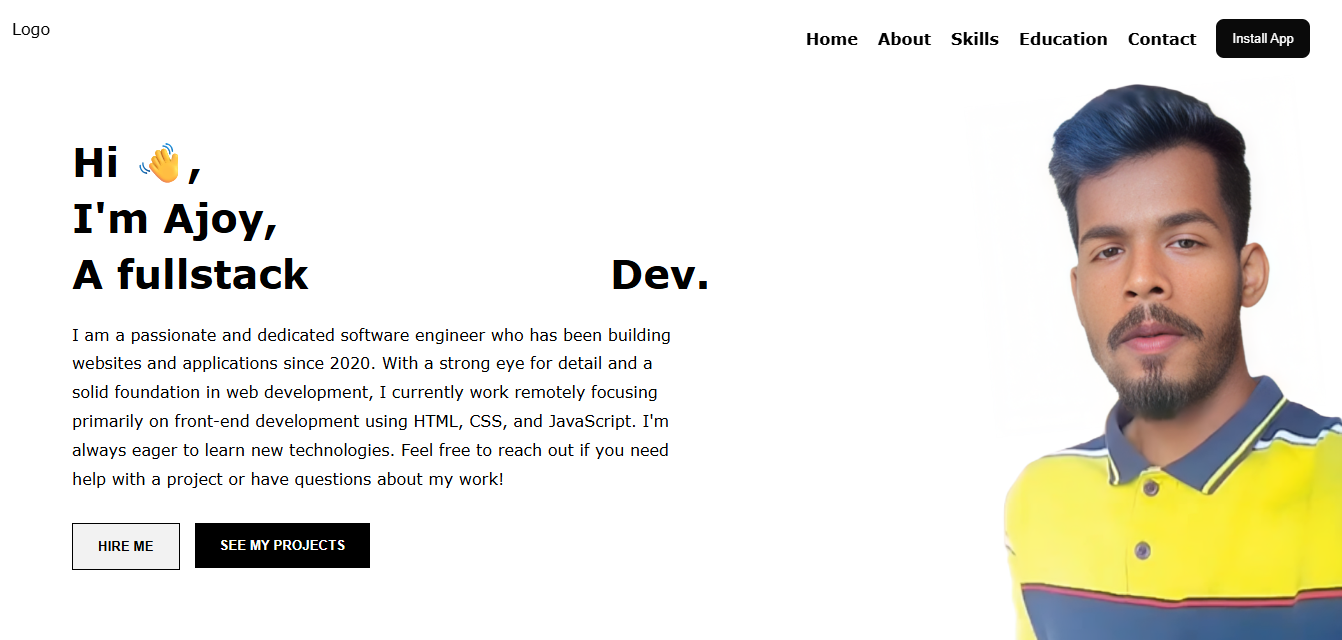 Logo
Home About Skills Education Contact Install App
Hi 👋,
I'm Ajoy,
A fullstack Dev.
I am a passionate and dedicated software engineer who has been building
websites and applications since 2020. With a strong eye for detail and a
solid foundation in web development, I currently work remotely focusing
primarily on front-end development using HTML, CSS, and JavaScript. I'm
always eager to learn new technologies. Feel free to reach out if you need
help with a project or have questions about my work!
HIRE ME SEE MY PROJECTS